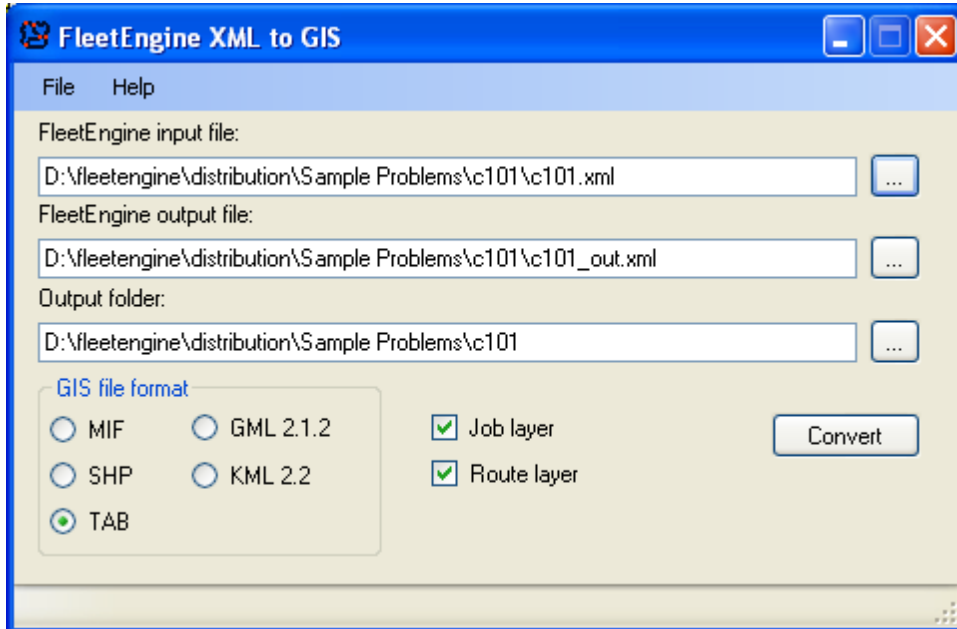 FleetEngine XML to GIS
File Help
FleetEngine input file:
D:\fleetengine\distribution\Sample Problems\c101\c101.xml
...
FleetEngine output file:
D:\fleetengine\distribution\Sample Problems\c101\c101_out.xml
...
Output folder:
D:\fleetengine\distribution\Sample Problems\c101
...
GIS file format
MIF GML 2.1.2
SHP KML 2.2
TAB
Job layer
Route layer
Convert